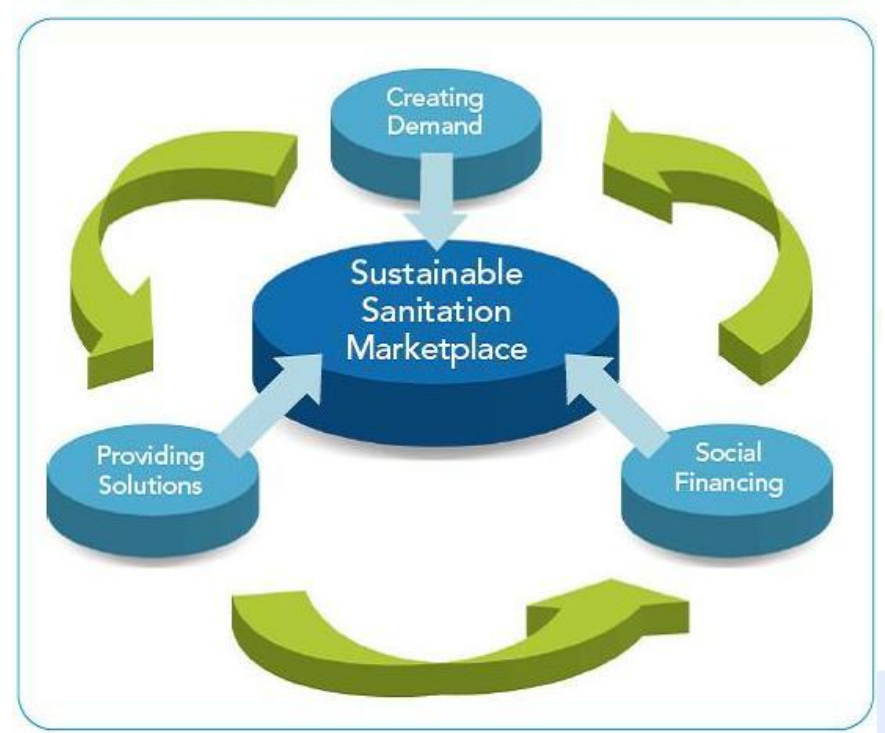 Creating
Demand
Sustainable
Sanitation
Marketplace
Providing
Solutions
Social
Financing